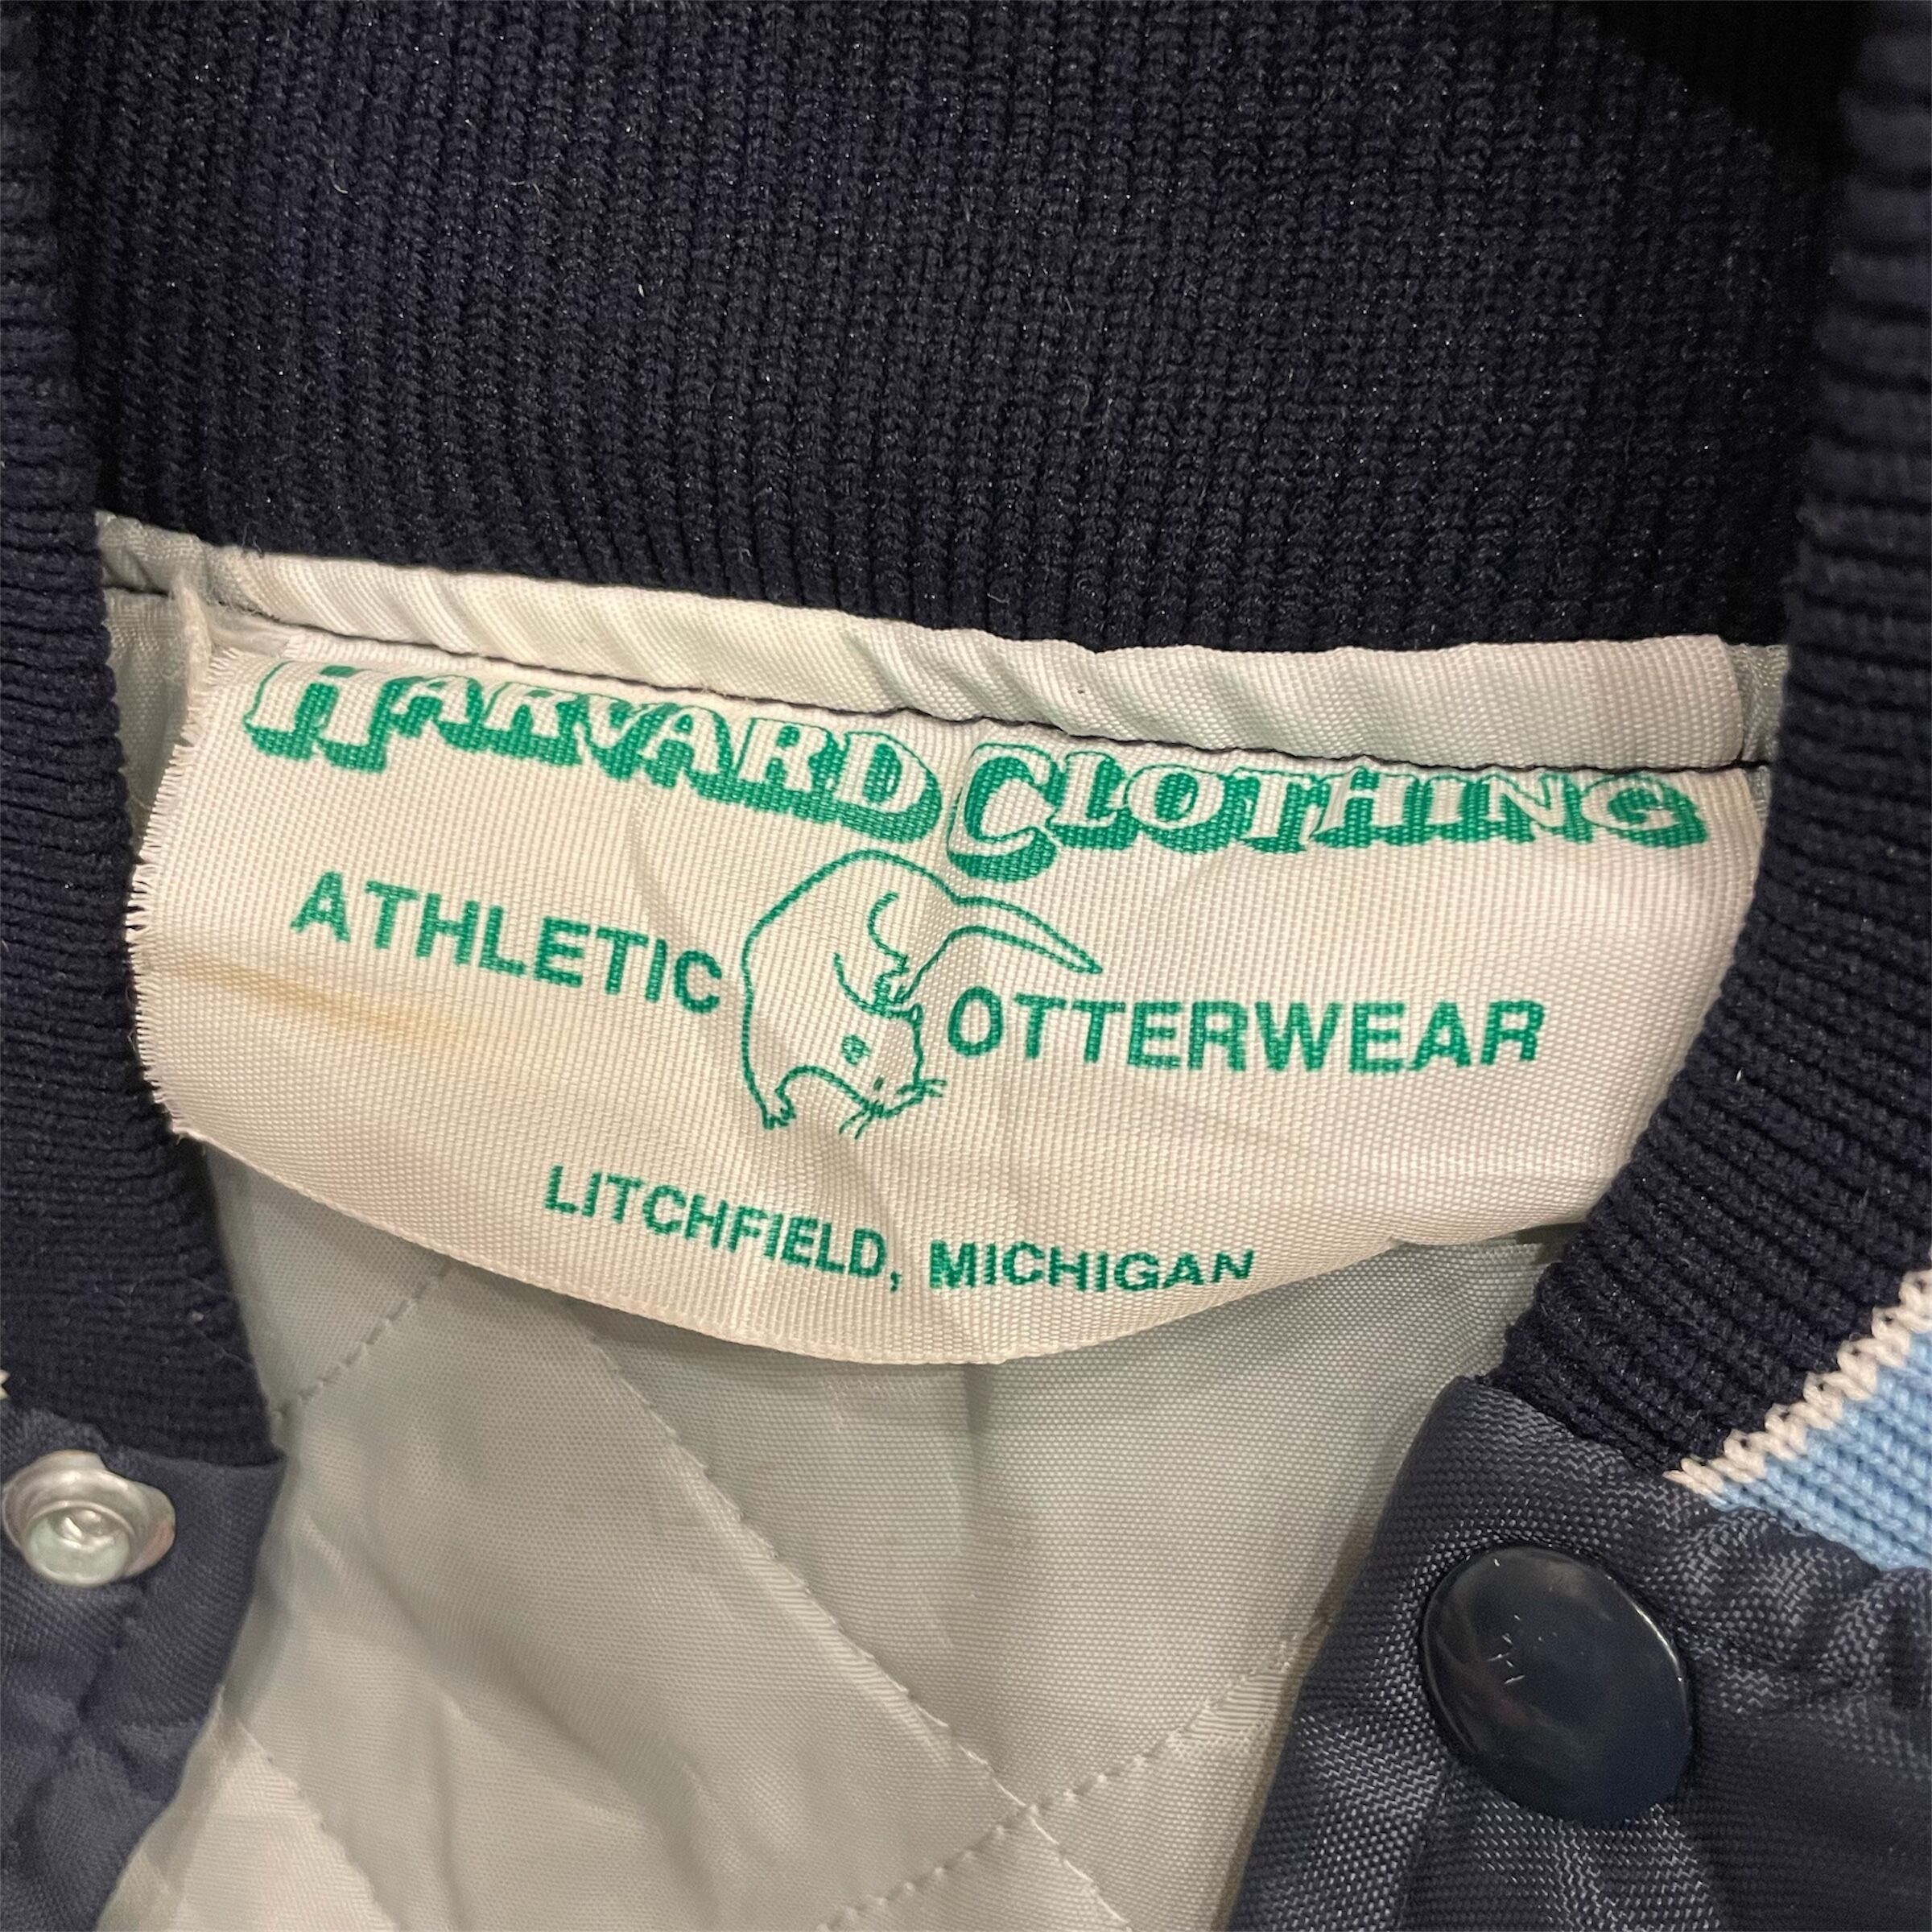 HARVARD CLOTHING
ATHLETIC OTTERWEAR
LITCHFIELD, MICHIGAN